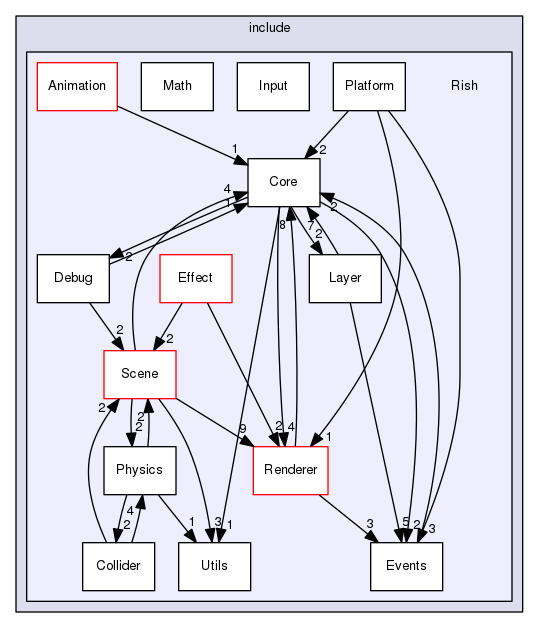 include
Animation
Math
Input
Platform
Rish
1
2
4
Core
1
2
2
8
7
2
Debug
Effect
Layer
2
2
Scene
2
2
2
9
2
4
1
Physics
Renderer
4
2
1
3
1
3
5
2
3
Collider
Utils
Events